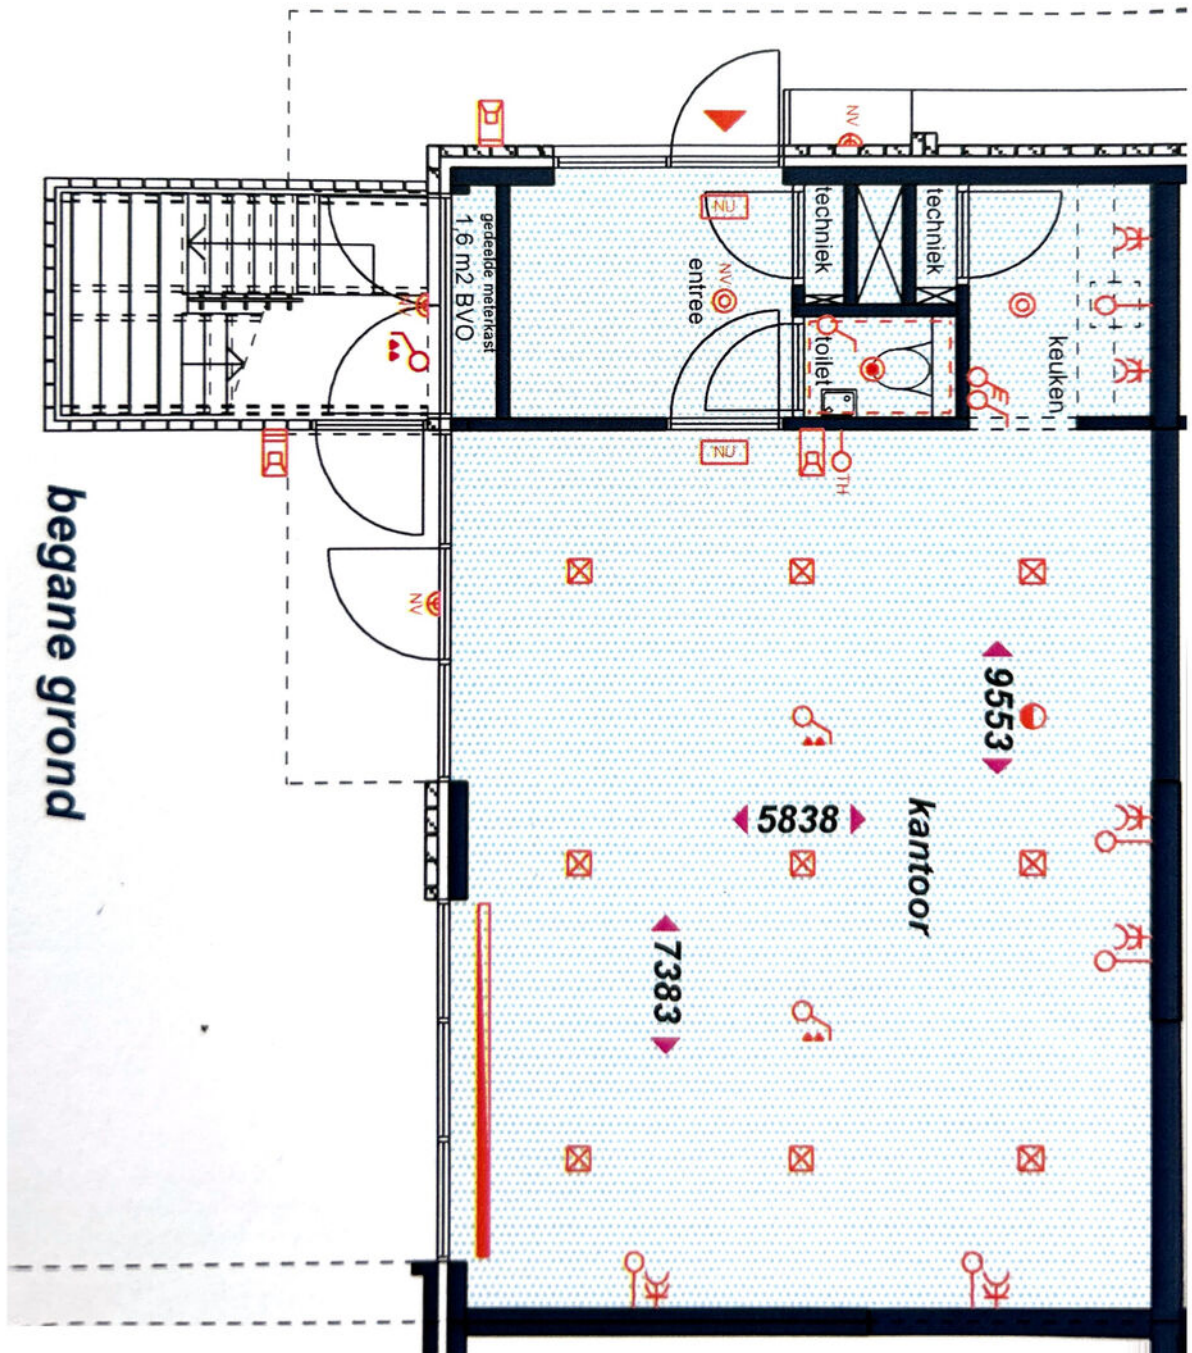 NV
NU
techniek
techniek
gedeelde meterkast
1,6 m2 BVO
entree
NV
NV
toilet
keuken
NU
TH
NV
begane grond
9553
5838
kantoor
7383